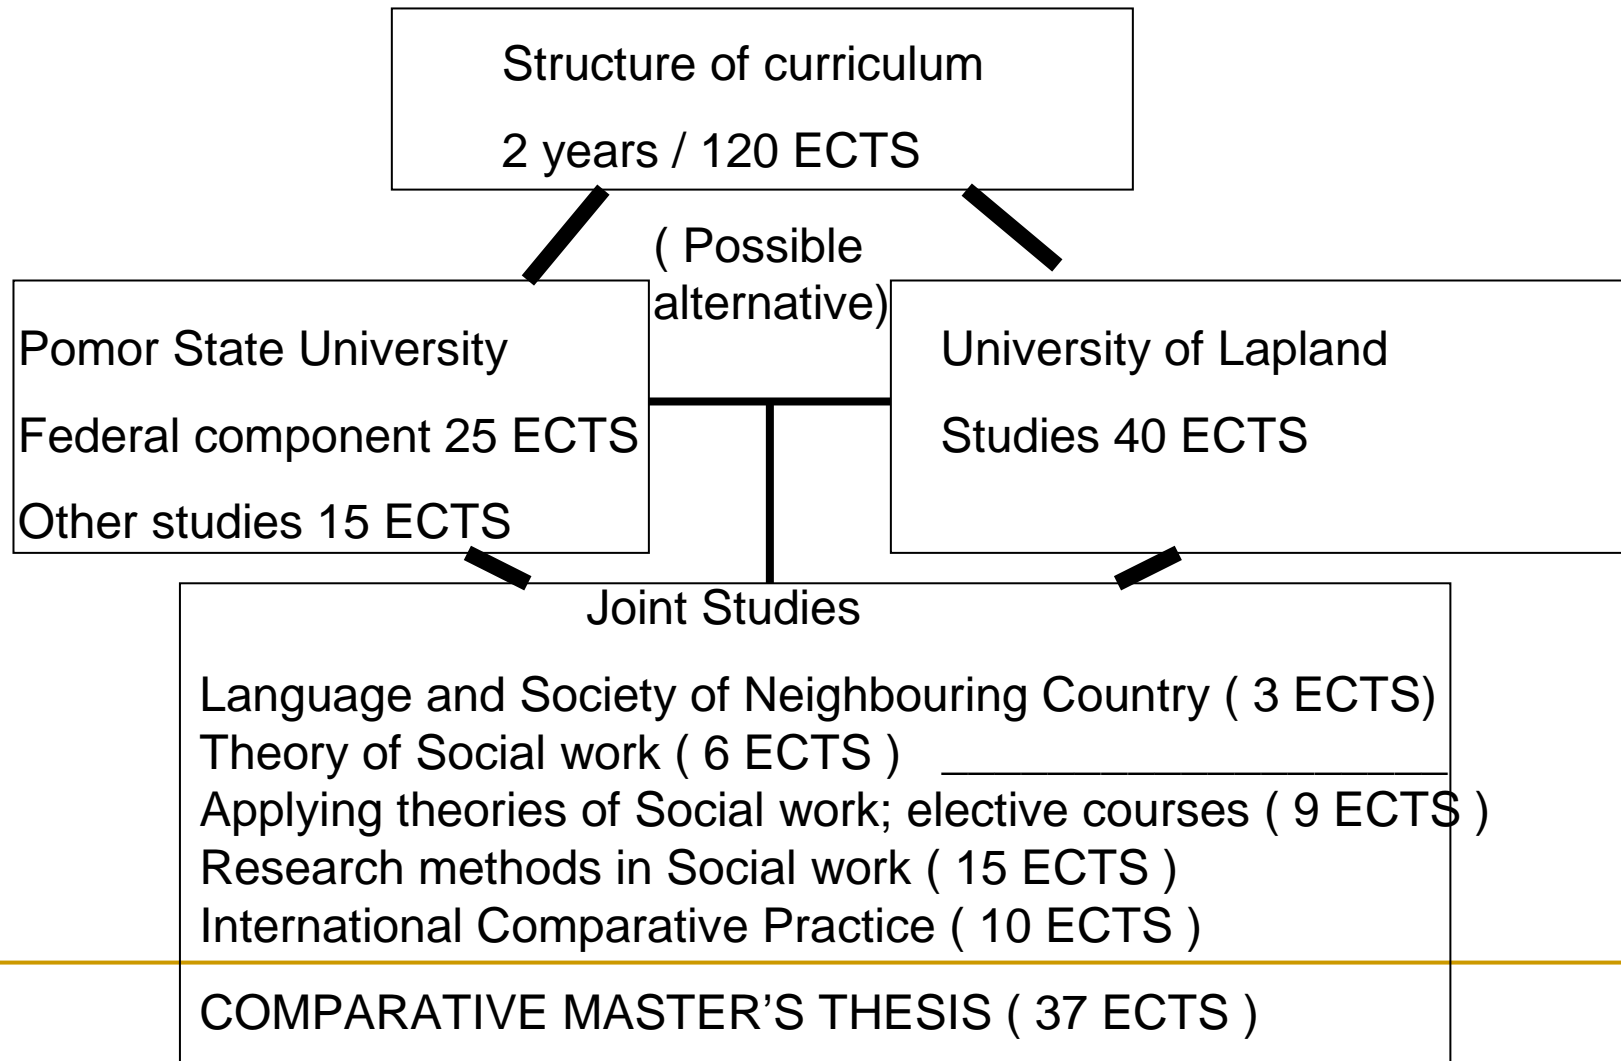 Structure of curriculum
2 years / 120 ECTS
( Possible
alternative)
Pomor State University
Federal component 25 ECTS
Other studies 15 ECTS
University of Lapland
Studies 40 ECTS
Joint Studies
Language and Society of Neighbouring Country ( 3 ECTS)
Theory of Social work ( 6 ECTS ) ___________________
Applying theories of Social work; elective courses ( 9 ECTS )
Research methods in Social work ( 15 ECTS )
International Comparative Practice ( 10 ECTS )
COMPARATIVE MASTER’S THESIS ( 37 ECTS )